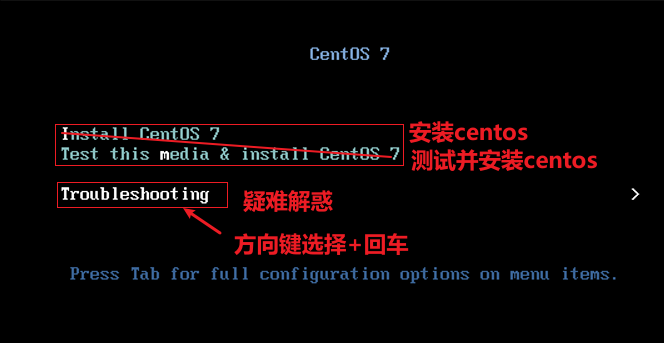 CentOS 7
Install CentOS 7
安装centos
Test this media & install CentOS 7
测试并安装centos
Troubleshooting
疑难解惑
方向键选择+回车
Press Tab for full configuration options on menu items.